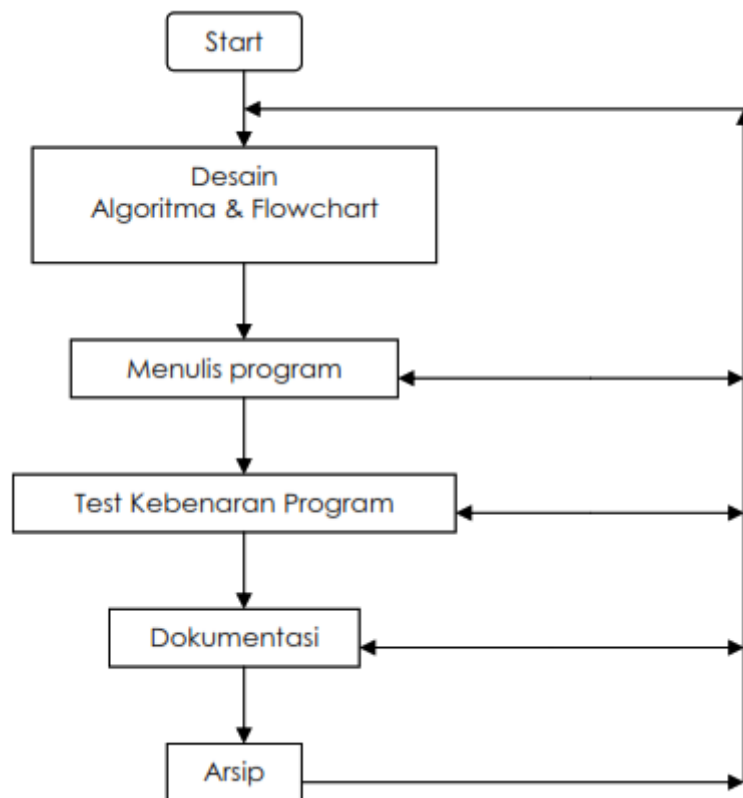 Start
Desain
Algoritma & Flowchart
Menulis program
Test Kebenaran Program
Dokumentasi
Arsip